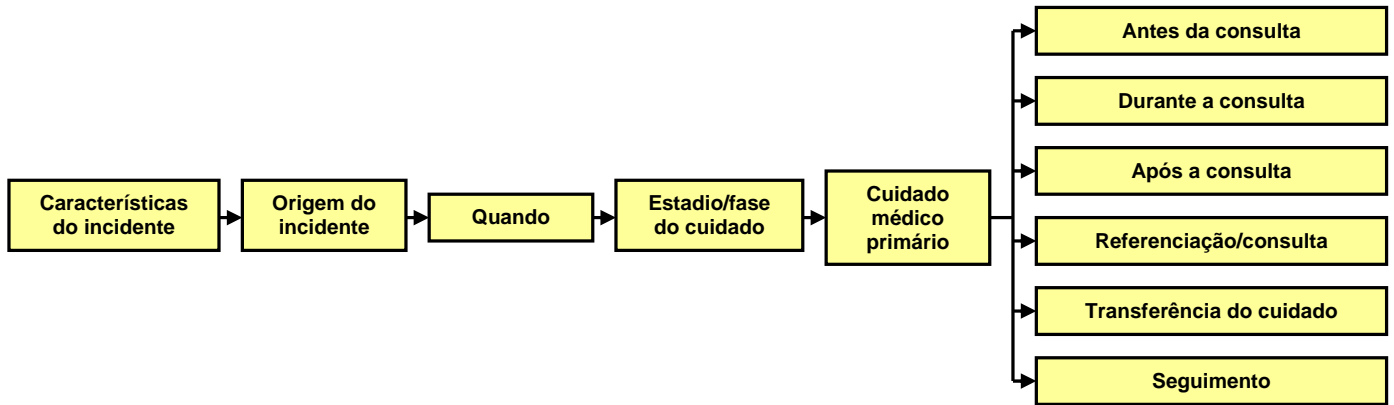 Características
do incidente
Origem do
incidente
Quando
Estadio/fase
do cuidado
Cuidado
médico
primário
Antes da consulta
Durante a consulta
Após a consulta
Referenciação/consulta
Transferência do cuidado
Seguimento